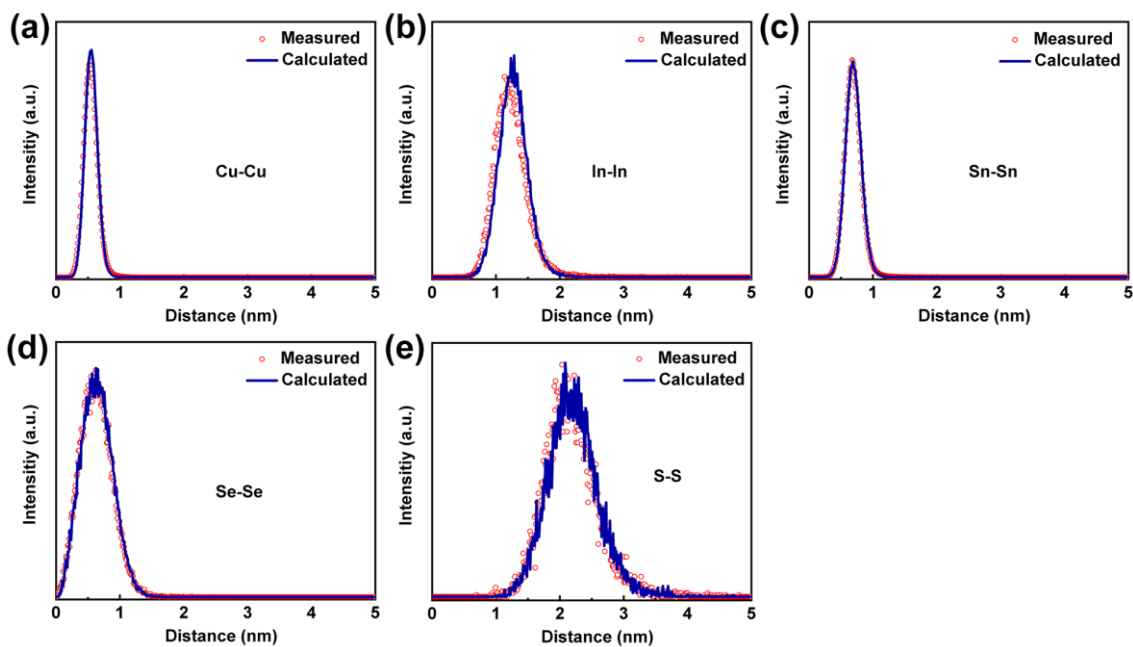 (a)
Measured
Calculated
Cu-Cu
Intensitiy (a.u.)
0 1 2 3 4 5
Distance (nm)
(b)
Measured
Calculated
In-In
Intensitiy (a.u.)
0 1 2 3 4 5
Distance (nm)
(c)
Measured
Calculated
Sn-Sn
Intensitiy (a.u.)
0 1 2 3 4 5
Distance (nm)
(d)
Measured
Calculated
Se-Se
Intensitiy (a.u.)
0 1 2 3 4 5
Distance (nm)
(e)
Measured
Calculated
S-S
Intensitiy (a.u.)
0 1 2 3 4 5
Distance (nm)